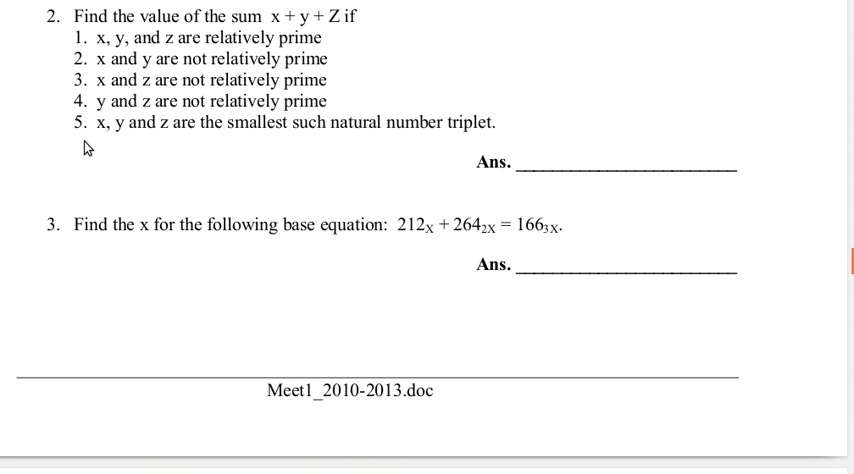 2. Find the value of the sum x + y + Z if
1. x, y, and z are relatively prime
2. x and y are not relatively prime
3. x and z are not relatively prime
4. y and z are not relatively prime
5. x, y and z are the smallest such natural number triplet.
Ans. ______________________
3. Find the x for the following base equation: 212ₓ + 264₂ₓ = 166₃ₓ.
Ans. ______________________
Meet1_2010-2013.doc